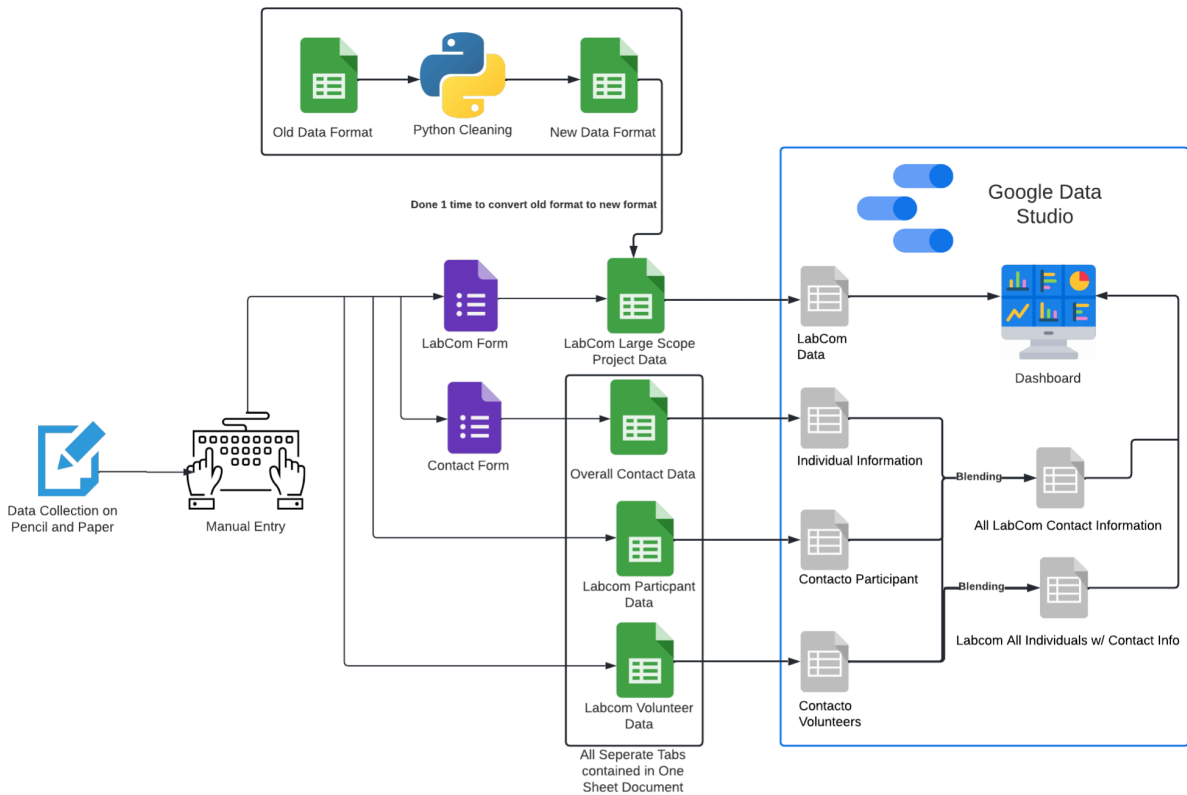 Old Data Format
Python Cleaning
New Data Format
Done 1 time to convert old format to new format
Google Data
Studio
LabCom Form
LabCom Large Scope
Project Data
LabCom
Data
Dashboard
Contact Form
Overall Contact Data
Individual Information
Blending
All LabCom Contact Information
Data Collection on
Pencil and Paper
Manual Entry
Labcom Particpant
Data
Contacto Participant
Blending
Labcom All Individuals w/ Contact Info
Labcom Volunteer
Data
Contacto
Volunteers
All Seperate Tabs
contained in One
Sheet Document